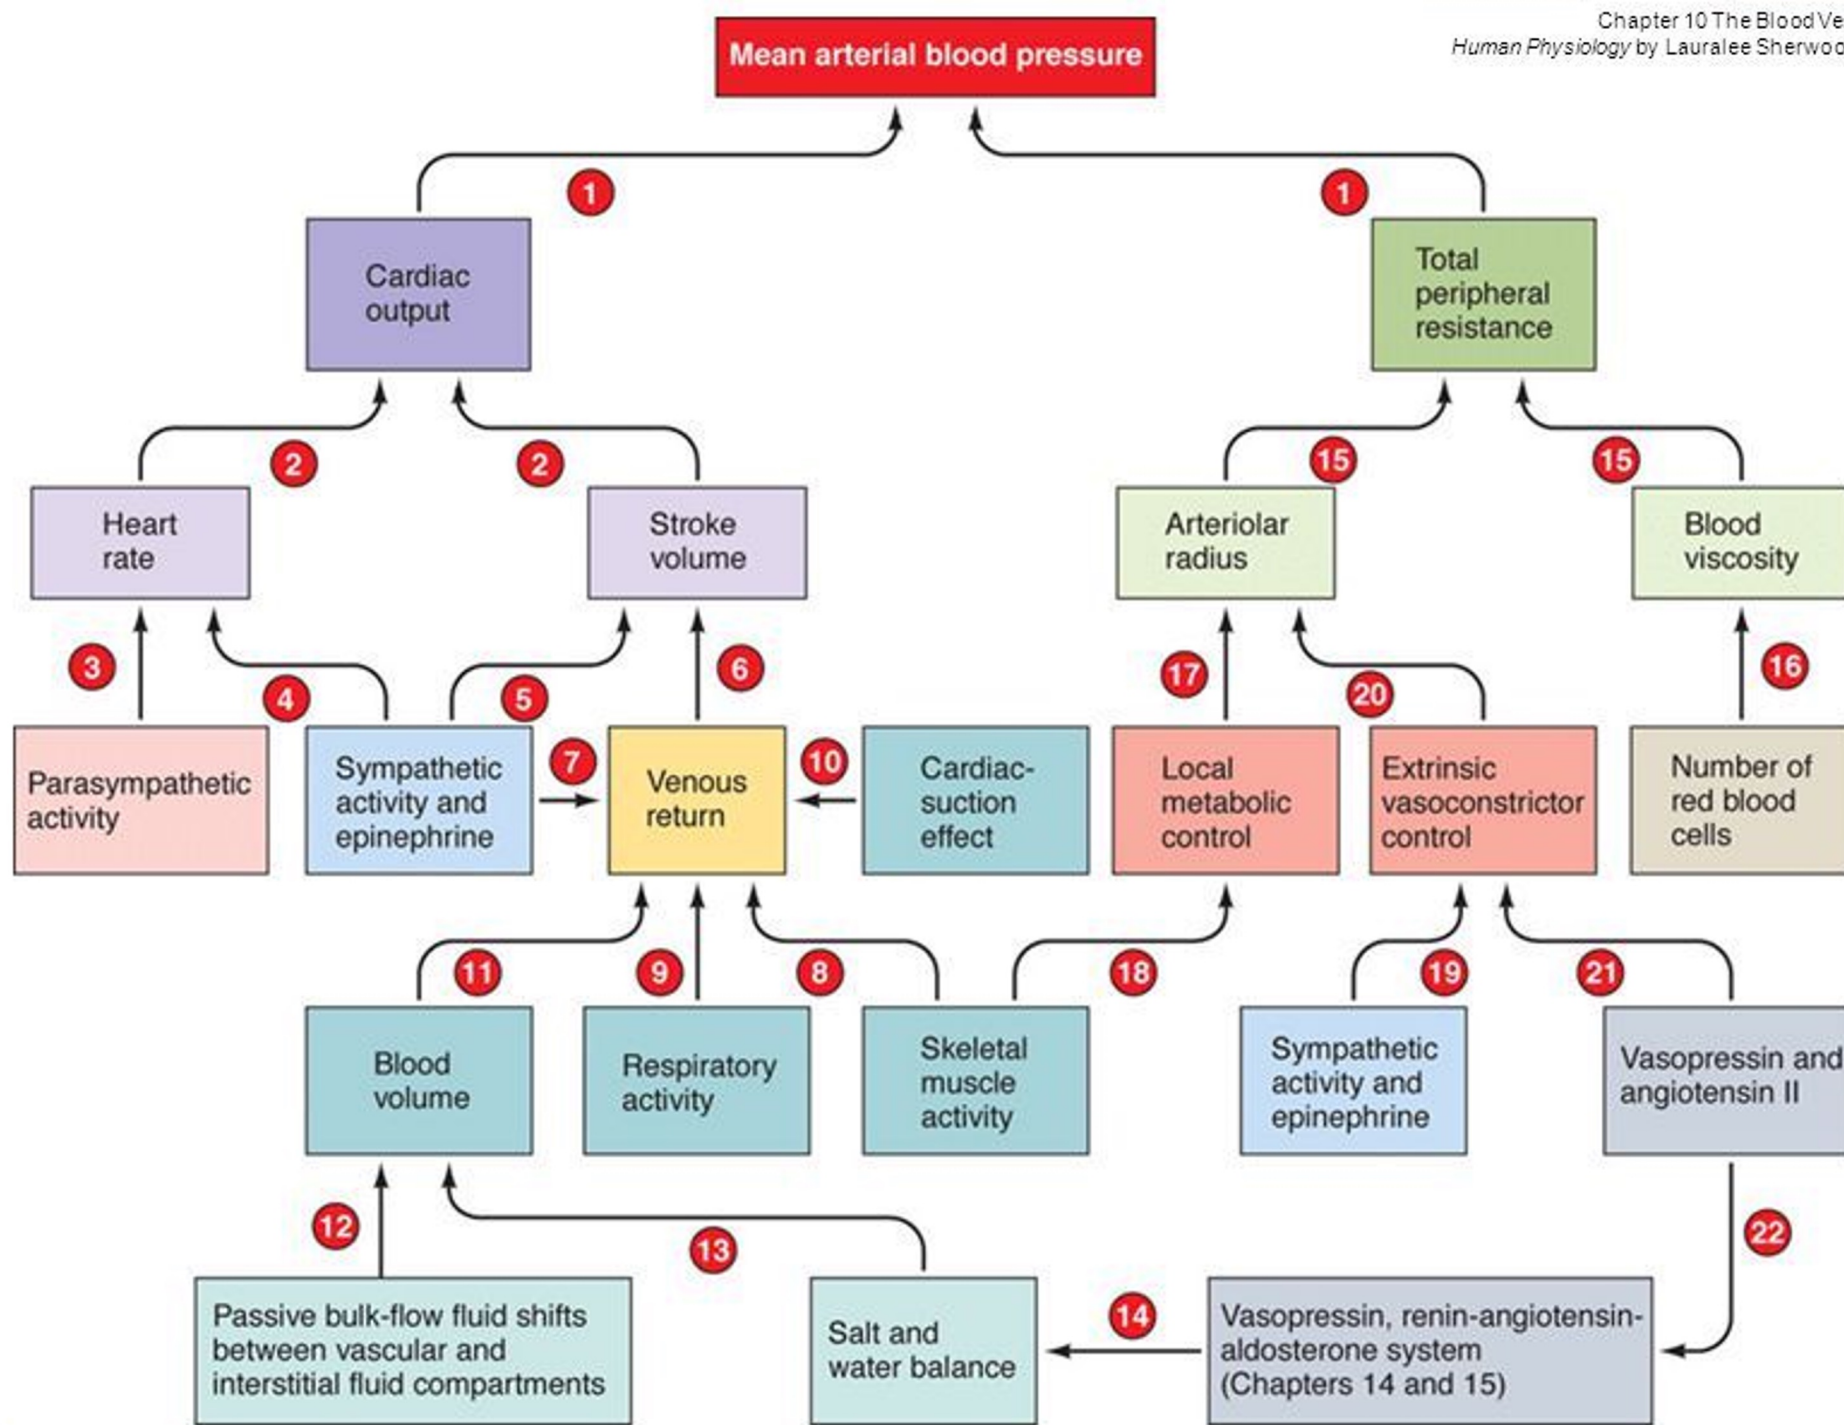 Chapter 10 The Blood Ve
Human Physiology by Lauralee Sherwoo
Mean arterial blood pressure
1
1
Cardiac
output
Total
peripheral
resistance
2
2
15
15
Heart
rate
Stroke
volume
Arteriolar
radius
Blood
viscosity
3
4
5
6
17
20
16
Parasympathetic
activity
Sympathetic
activity and
epinephrine
7
Venous
return
10
Cardiac-
suction
effect
Local
metabolic
control
Extrinsic
vasoconstrictor
control
Number of
red blood
cells
11
9
8
18
19
21
Blood
volume
Respiratory
activity
Skeletal
muscle
activity
Sympathetic
activity and
epinephrine
Vasopressin and
angiotensin II
12
13
22
Passive bulk-flow fluid shifts
between vascular and
interstitial fluid compartments
Salt and
water balance
14
Vasopressin, renin-angiotensin-
aldosterone system
(Chapters 14 and 15)